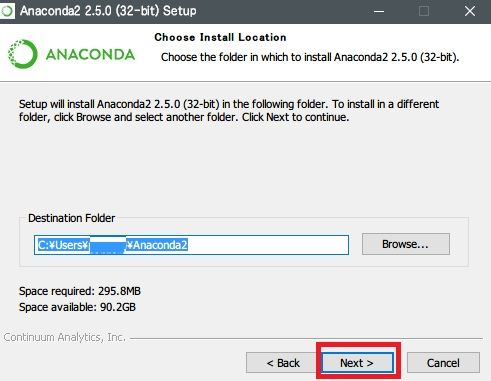 Anaconda2 2.5.0 (32-bit) Setup
ANACONDA
Choose Install Location
Choose the folder in which to install Anaconda2 2.5.0 (32-bit).
Setup will install Anaconda2 2.5.0 (32-bit) in the following folder. To install in a different
folder, click Browse and select another folder. Click Next to continue.
Destination Folder
C:¥Users¥ ¥Anaconda2
Browse...
Space required: 295.8MB
Space available: 90.2GB
Continuum Analytics, Inc.
< Back
Next >
Cancel